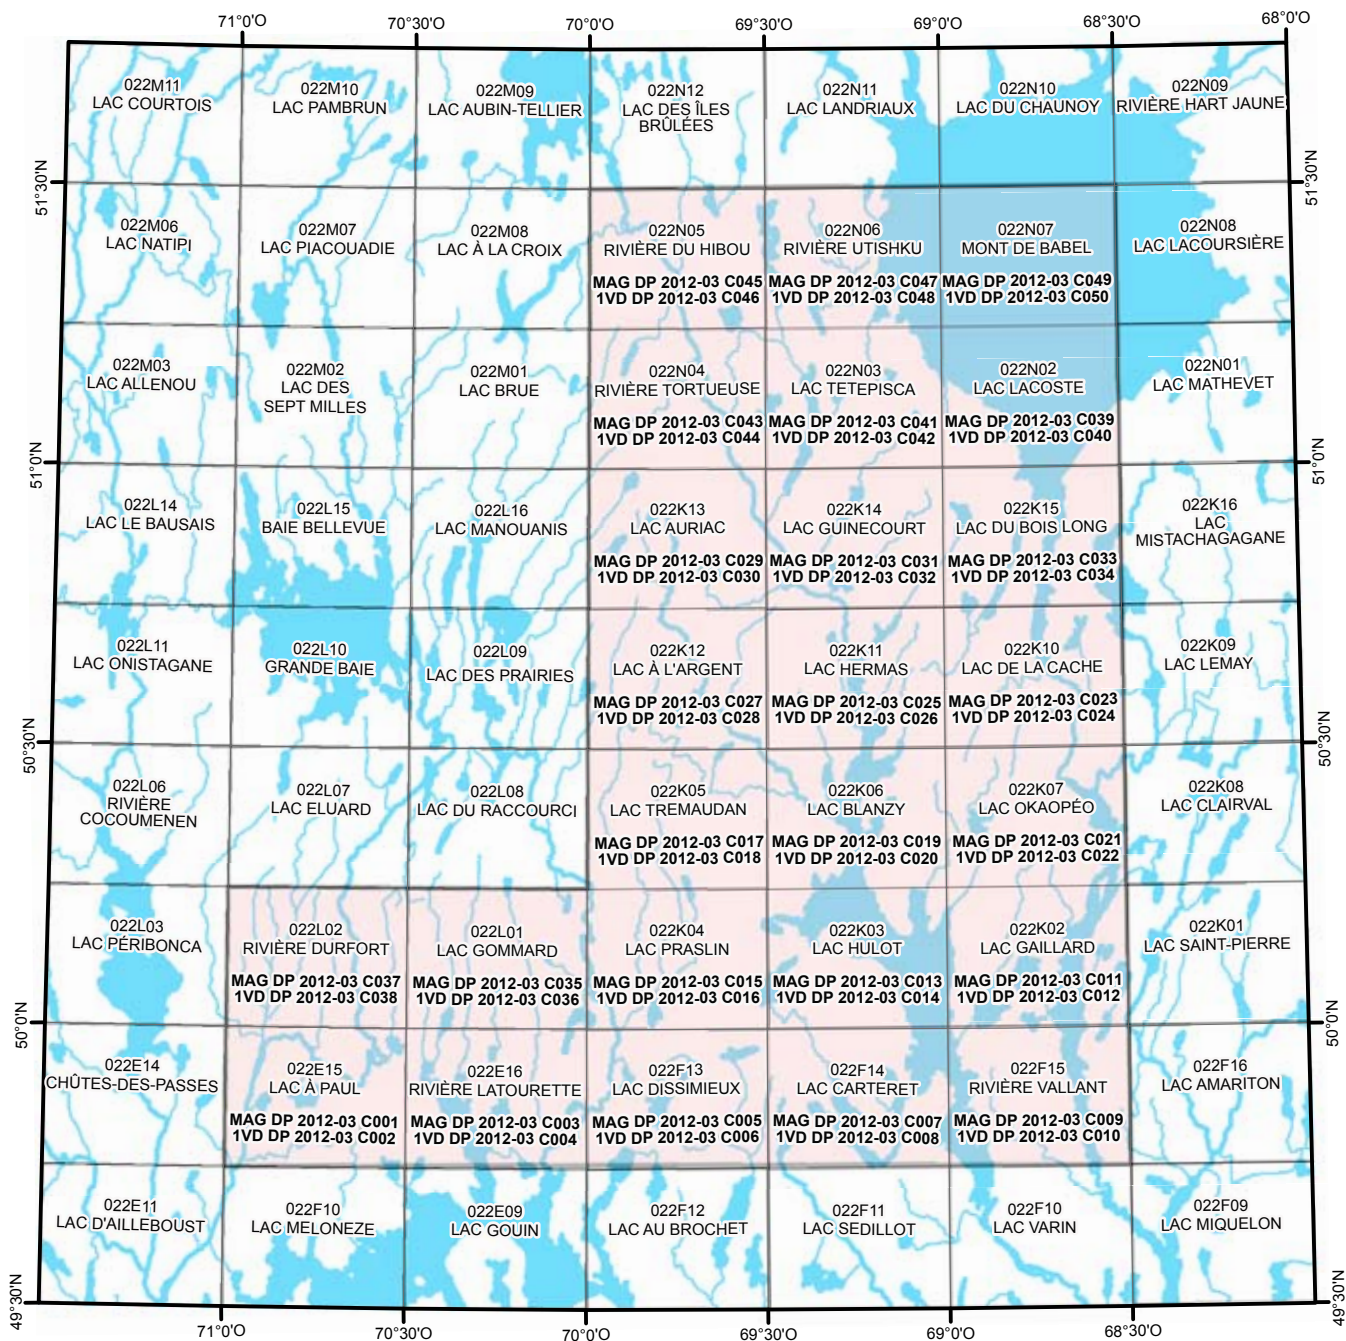 71°0'O
70°30'O
70°0'O
69°30'O
69°0'O
68°30'O
68°0'O
022M11
LAC COURTOIS
022M10
LAC PAMBRUN
022M09
LAC AUBIN-TELLIER
022N12
LAC DES ÎLES
BRÛLÉES
022N11
LAC LANDRIAUX
022N10
LAC DU CHAUNOY
022N09
RIVIÈRE HART JAUNE
51°30'N
51°30'N
022M06
LAC NATIPI
022M07
LAC PIACOUADIE
022M08
LAC À LA CROIX
022N05
RIVIÈRE DU HIBOU
MAG DP 2012-03 C045
1VD DP 2012-03 C046
022N06
RIVIÈRE UTISHKU
MAG DP 2012-03 C047
1VD DP 2012-03 C048
022N07
MONT DE BABEL
MAG DP 2012-03 C049
1VD DP 2012-03 C050
022N08
LAC LACOURSIÈRE
022M03
LAC ALLENOU
022M02
LAC DES
SEPT MILLES
022M01
LAC BRUE
022N04
RIVIÈRE TORTUEUSE
MAG DP 2012-03 C043
1VD DP 2012-03 C044
022N03
LAC TETEPISCA
MAG DP 2012-03 C041
1VD DP 2012-03 C042
022N02
LAC LACOSTE
MAG DP 2012-03 C039
1VD DP 2012-03 C040
022N01
LAC MATHEVET
51°0'N
51°0'N
022L14
LAC LE BAUSAIS
022L15
BAIE BELLEVUE
022L16
LAC MANOUANIS
022K13
LAC AURIAC
MAG DP 2012-03 C029
1VD DP 2012-03 C030
022K14
LAC GUINECOURT
MAG DP 2012-03 C031
1VD DP 2012-03 C032
022K15
LAC DU BOIS LONG
MAG DP 2012-03 C033
1VD DP 2012-03 C034
022K16
LAC
MISTACHAGAGANE
022L11
LAC ONISTAGANE
022L10
GRANDE BAIE
022L09
LAC DES PRAIRIES
022K12
LAC À L'ARGENT
MAG DP 2012-03 C027
1VD DP 2012-03 C028
022K11
LAC HERMAS
MAG DP 2012-03 C025
1VD DP 2012-03 C026
022K10
LAC DE LA CACHE
MAG DP 2012-03 C023
1VD DP 2012-03 C024
022K09
LAC LEMAY
50°30'N
50°30'N
022L06
RIVIÈRE
COCOUMENEN
022L07
LAC ELUARD
022L08
LAC DU RACCOURCI
022K05
LAC TREMAUDAN
MAG DP 2012-03 C017
1VD DP 2012-03 C018
022K06
LAC BLANZY
MAG DP 2012-03 C019
1VD DP 2012-03 C020
022K07
LAC OKAOPÉO
MAG DP 2012-03 C021
1VD DP 2012-03 C022
022K08
LAC CLAIRVAL
022L03
LAC PÉRIBONCA
022L02
RIVIÈRE DURFORT
MAG DP 2012-03 C037
1VD DP 2012-03 C038
022L01
LAC GOMMARD
MAG DP 2012-03 C035
1VD DP 2012-03 C036
022K04
LAC PRASLIN
MAG DP 2012-03 C015
1VD DP 2012-03 C016
022K03
LAC HULOT
MAG DP 2012-03 C013
1VD DP 2012-03 C014
022K02
LAC GAILLARD
MAG DP 2012-03 C011
1VD DP 2012-03 C012
022K01
LAC SAINT-PIERRE
50°0'N
50°0'N
022E14
CHÛTES-DES-PASSES
022E15
LAC À PAUL
MAG DP 2012-03 C001
1VD DP 2012-03 C002
022E16
RIVIÈRE LATOURETTE
MAG DP 2012-03 C003
1VD DP 2012-03 C004
022F13
LAC DISSIMIEUX
MAG DP 2012-03 C005
1VD DP 2012-03 C006
022F14
LAC CARTERET
MAG DP 2012-03 C007
1VD DP 2012-03 C008
022F15
RIVIÈRE VALLANT
MAG DP 2012-03 C009
1VD DP 2012-03 C010
022F16
LAC AMARITON
022E11
LAC D'AILLEBOUST
022F10
LAC MELONEZE
022E09
LAC GOUIN
022F12
LAC AU BROCHET
022F11
LAC SEDILLOT
022F10
LAC VARIN
022F09
LAC MIQUELON
49°30'N
49°30'N
71°0'O
70°30'O
70°0'O
69°30'O
69°0'O
68°30'O